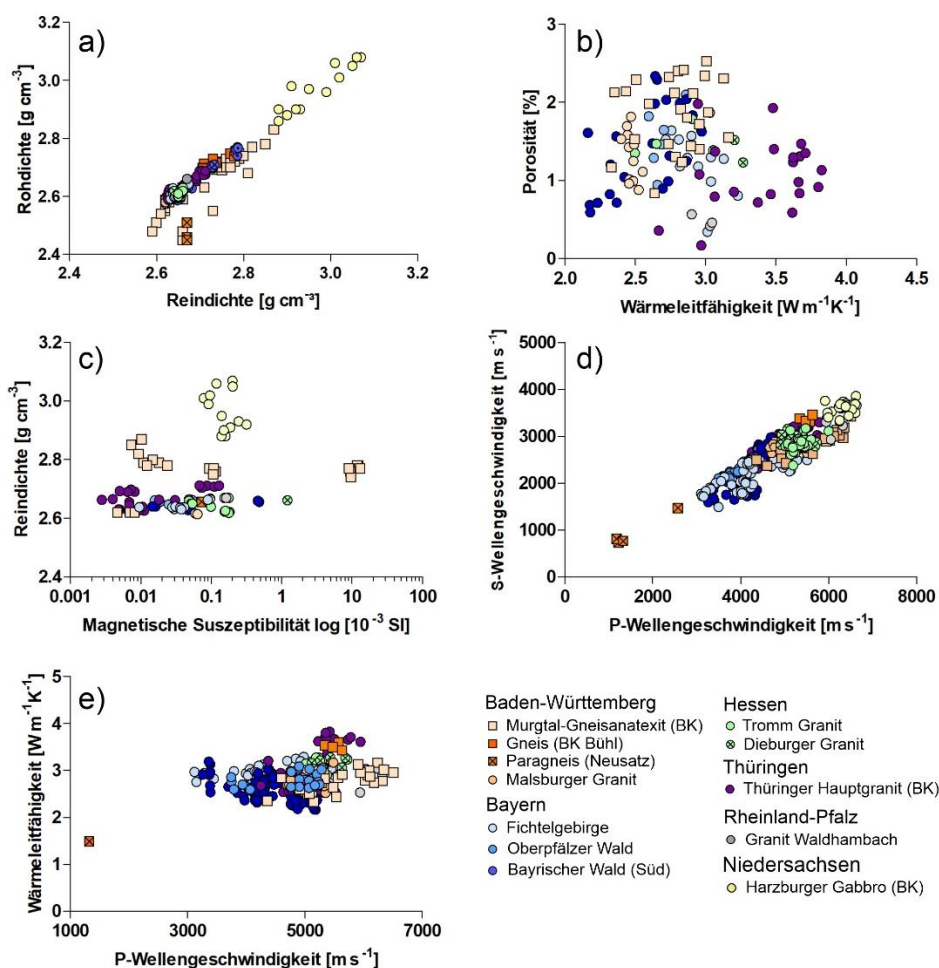 a)
Rohdichte [g cm⁻³]
3.2
3.0
2.8
2.6
2.4
2.4 2.6 2.8 3.0 3.2
Reindichte [g cm⁻³]
b)
Porosität [%]
3
2
1
0
2.0 2.5 3.0 3.5 4.0 4.5
Wärmeleitfähigkeit [W m⁻¹K⁻¹]
c)
Reindichte [g cm⁻³]
3.2
3.0
2.8
2.6
2.4
0.001 0.01 0.1 1 10 100
Magnetische Suszeptibilität log [10⁻³ SI]
d)
S-Wellengeschwindigkeit [m s⁻¹]
5000
4000
3000
2000
1000
0
0 2000 4000 6000 8000
P-Wellengeschwindigkeit [m s⁻¹]
e)
Wärmeleitfähigkeit [W m⁻¹K⁻¹]
5
4
3
2
1
0
1000 3000 5000 7000
P-Wellengeschwindigkeit [m s⁻¹]
Baden-Württemberg
Murgtal-Gneisanatexit (BK)
Gneis (BK Bühl)
Paragneis (Neusatz)
Malsburger Granit
Bayern
Fichtelgebirge
Oberpfälzer Wald
Bayrischer Wald (Süd)
Hessen
Tromm Granit
Dieburger Granit
Thüringen
Thüringer Hauptgranit (BK)
Rheinland-Pfalz
Granit Waldhambach
Niedersachsen
Harzburger Gabbro (BK)